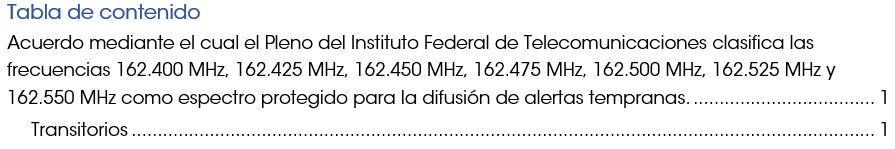 Tabla de contenido
Acuerdo mediante el cual el Pleno del Instituto Federal de Telecomunicaciones clasifica las
frecuencias 162.400 MHz, 162.425 MHz, 162.450 MHz, 162.475 MHz, 162.500 MHz, 162.525 MHz y
162.550 MHz como espectro protegido para la difusión de alertas tempranas. .................................. 1
Transitorios ......................................................................................................................................... 1